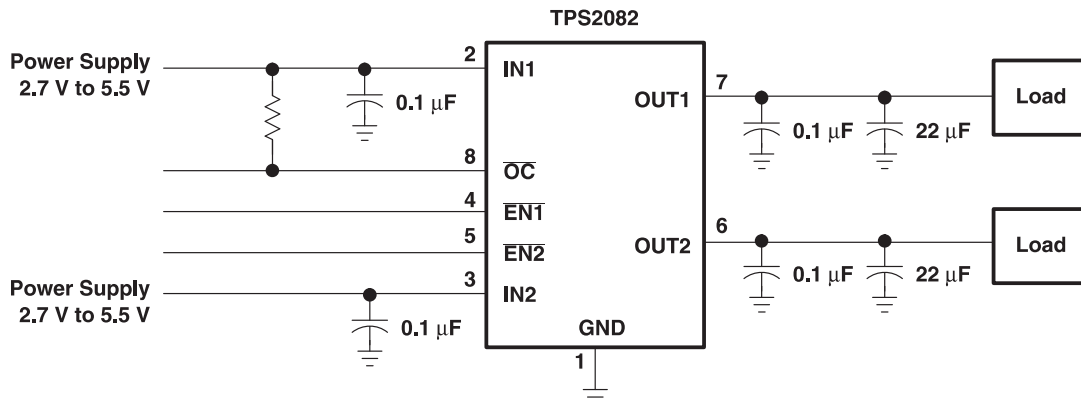 TPS2082
Power Supply
2.7 V to 5.5 V
2
IN1
0.1 μF
OUT1
7
0.1 μF
22 μF
Load
8
OC
4
EN1
5
EN2
OUT2
6
0.1 μF
22 μF
Load
Power Supply
2.7 V to 5.5 V
3
IN2
0.1 μF
GND
1